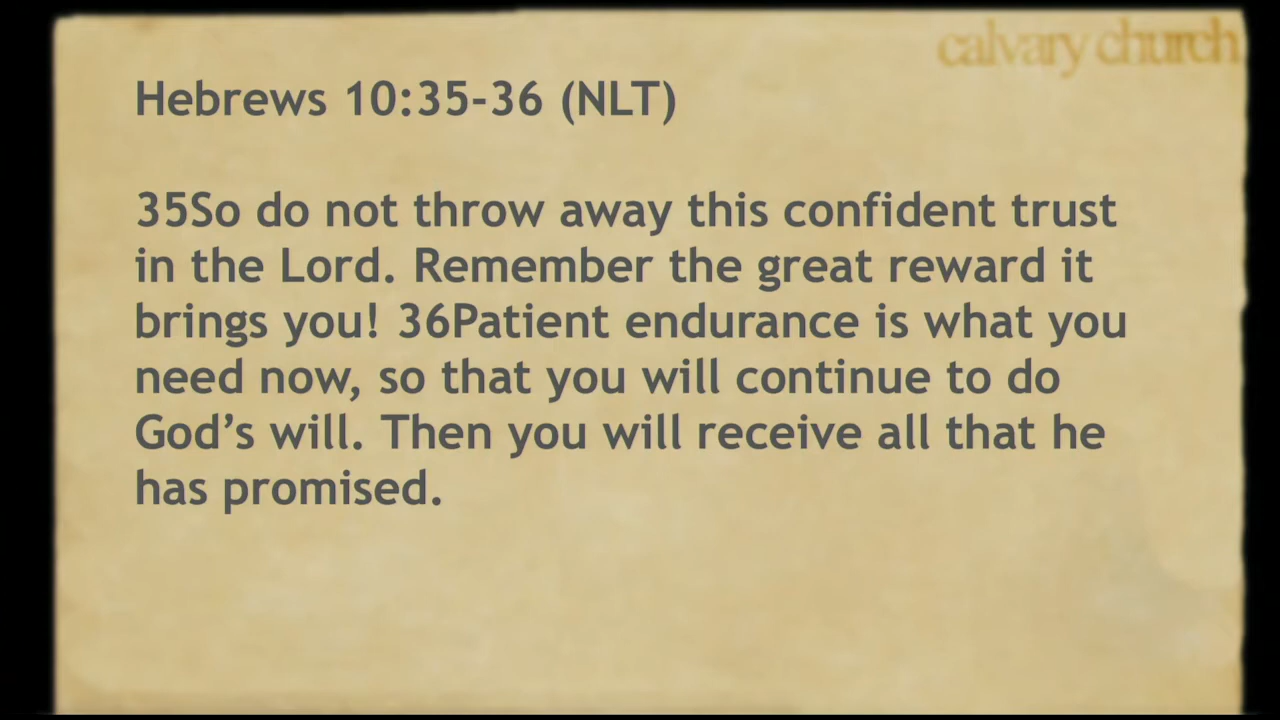 calvary church
Hebrews 10:35-36 (NLT)
35So do not throw away this confident trust
in the Lord. Remember the great reward it
brings you! 36Patient endurance is what you
need now, so that you will continue to do
God’s will. Then you will receive all that he
has promised.